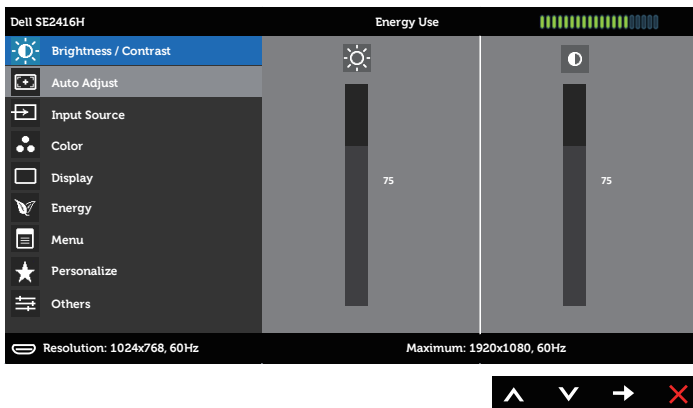 Dell SE2416H
Energy Use
Brightness / Contrast
Auto Adjust
Input Source
Color
Display
Energy
Menu
Personalize
Others
75
75
Resolution: 1024x768, 60Hz
Maximum: 1920x1080, 60Hz